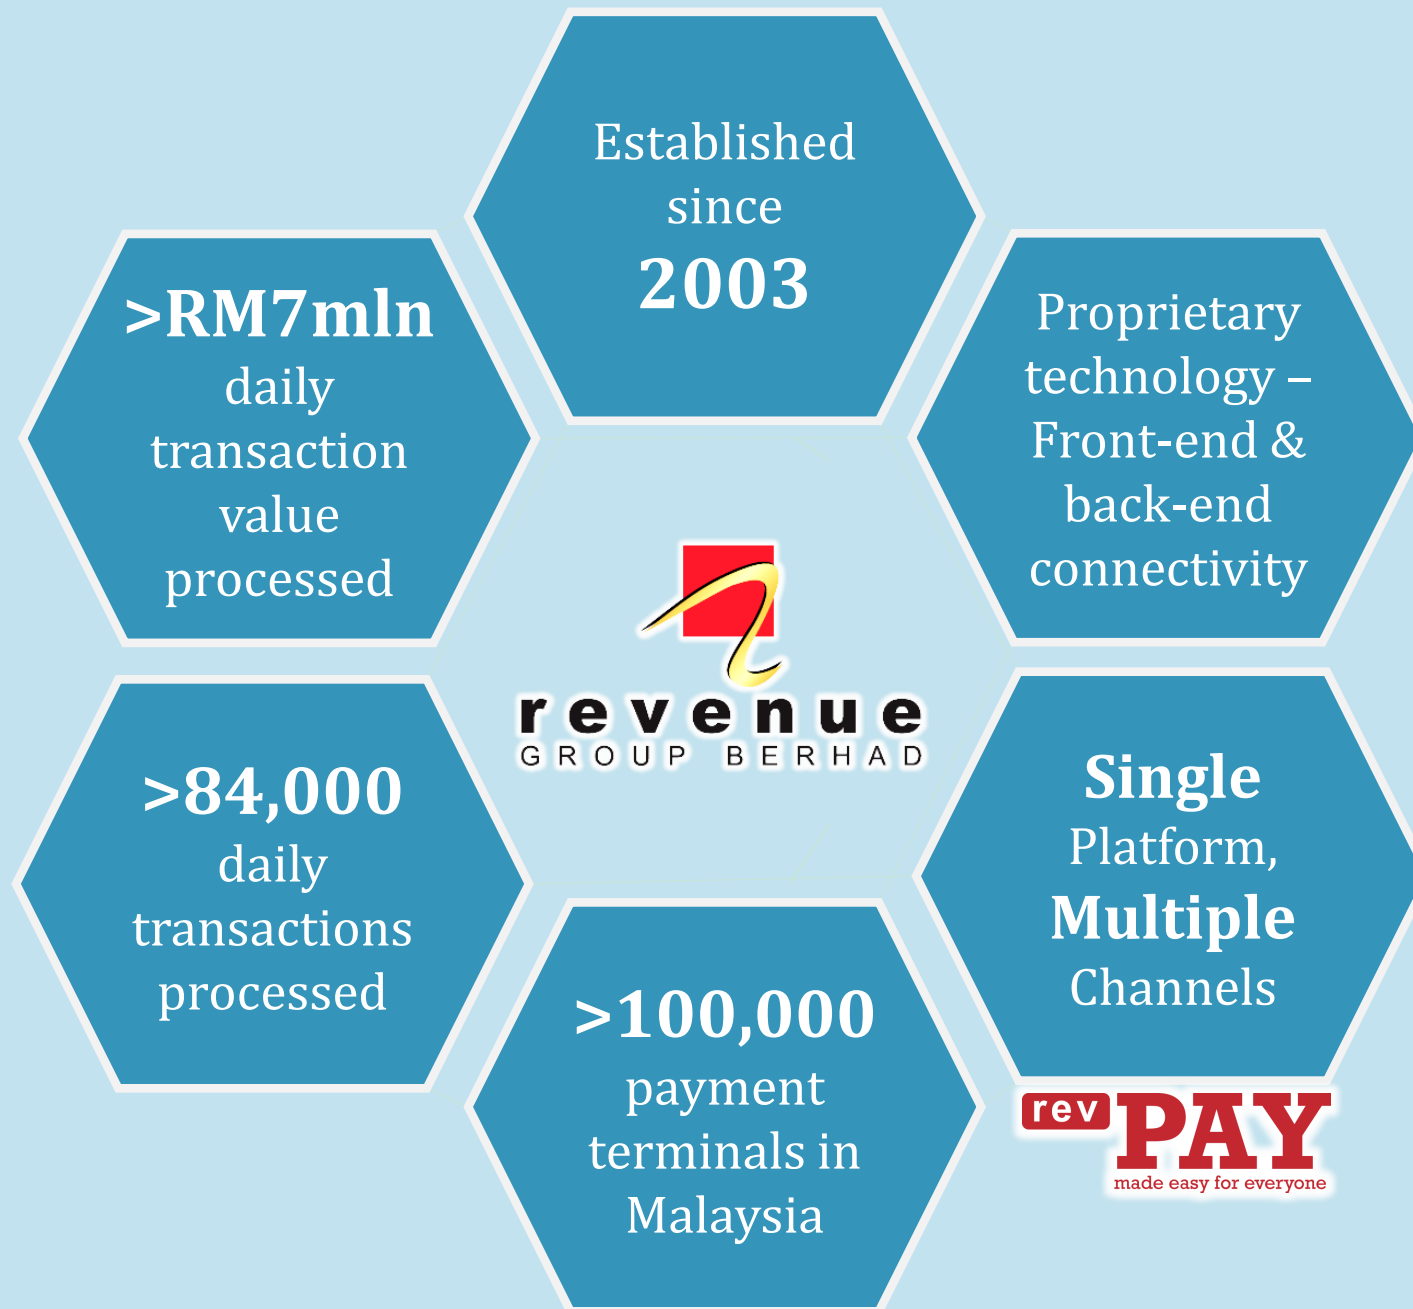 Established
since
2003
>RM7mln
daily
transaction
value
processed
Proprietary
technology –
Front-end &
back-end
connectivity
revenue
GROUP BERHAD
>84,000
daily
transactions
processed
Single
Platform,
Multiple
Channels
>100,000
payment
terminals in
Malaysia
rev PAY
made easy for everyone